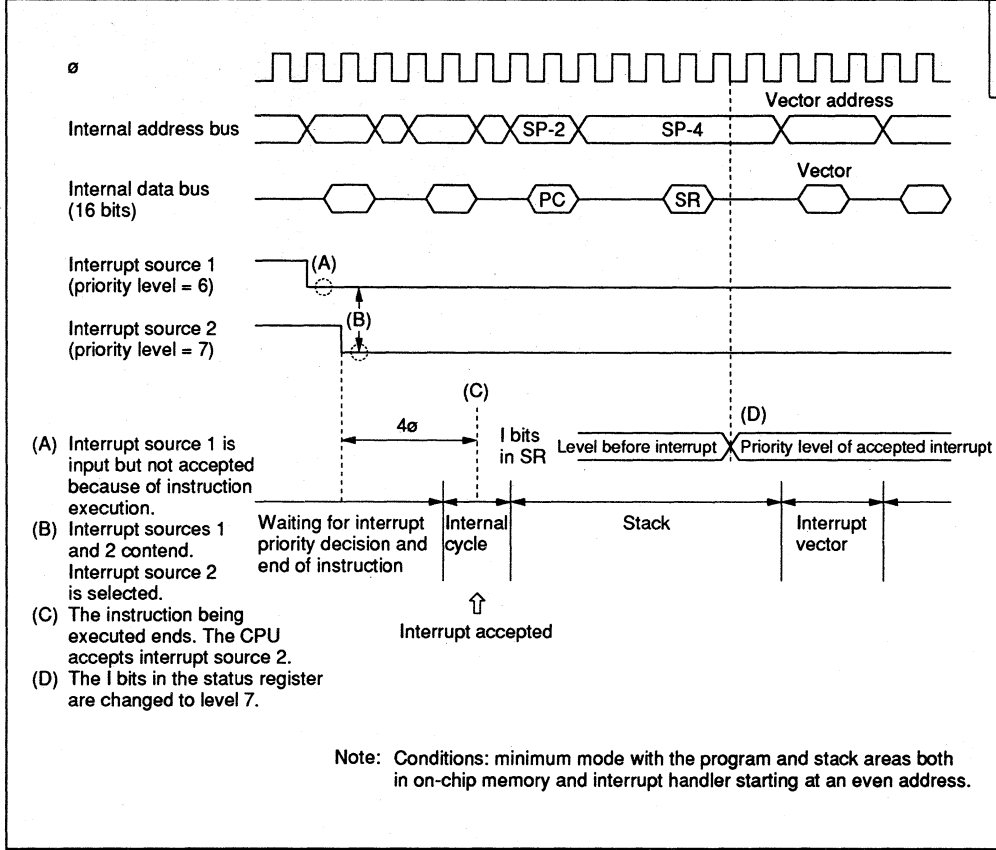 ø
Vector address
Internal address bus
SP-2
SP-4
Internal data bus
(16 bits)
Vector
PC
SR
Interrupt source 1
(priority level = 6)
(A)
Interrupt source 2
(priority level = 7)
(B)
(C)
(D)
4ø
I bits
in SR
Level before interrupt
Priority level of accepted interrupt
Waiting for interrupt
priority decision and
end of instruction
Internal
cycle
Stack
Interrupt
vector
Interrupt accepted
(A) Interrupt source 1 is
input but not accepted
because of instruction
execution.
(B) Interrupt sources 1
and 2 contend.
Interrupt source 2
is selected.
(C) The instruction being
executed ends. The CPU
accepts interrupt source 2.
(D) The I bits in the status register
are changed to level 7.
Note: Conditions: minimum mode with the program and stack areas both
in on-chip memory and interrupt handler starting at an even address.